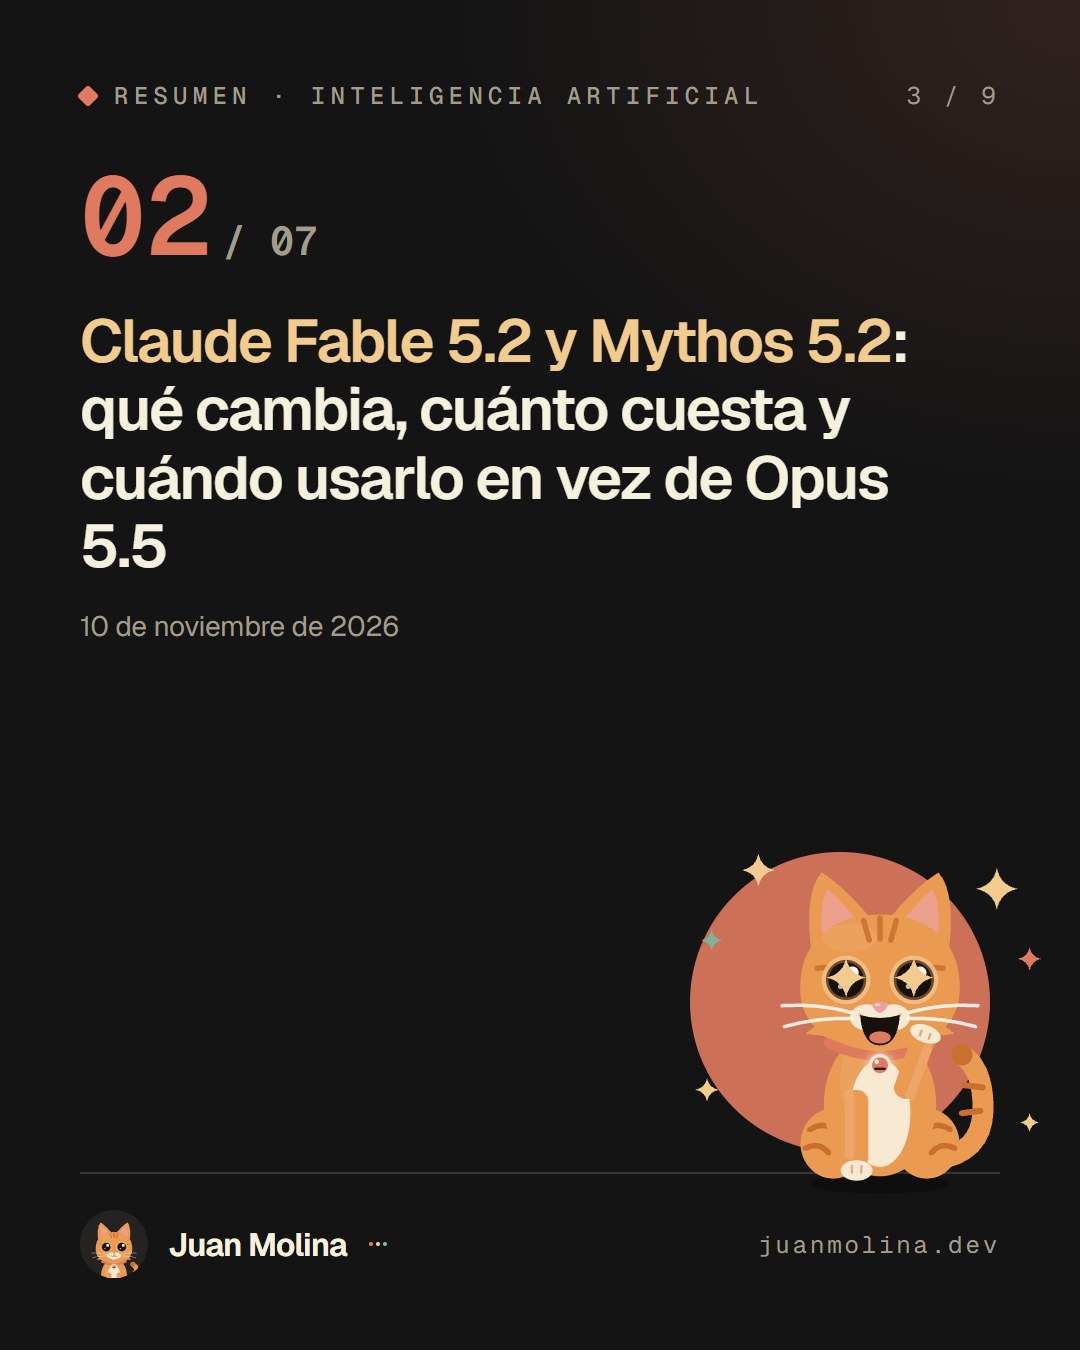 RESUMEN · INTELIGENCIA ARTIFICIAL
3 / 9
02 / 07
Claude Fable 5.2 y Mythos 5.2:
qué cambia, cuánto cuesta y
cuándo usarlo en vez de Opus
5.5
10 de noviembre de 2026
Juan Molina
juanmolina.dev